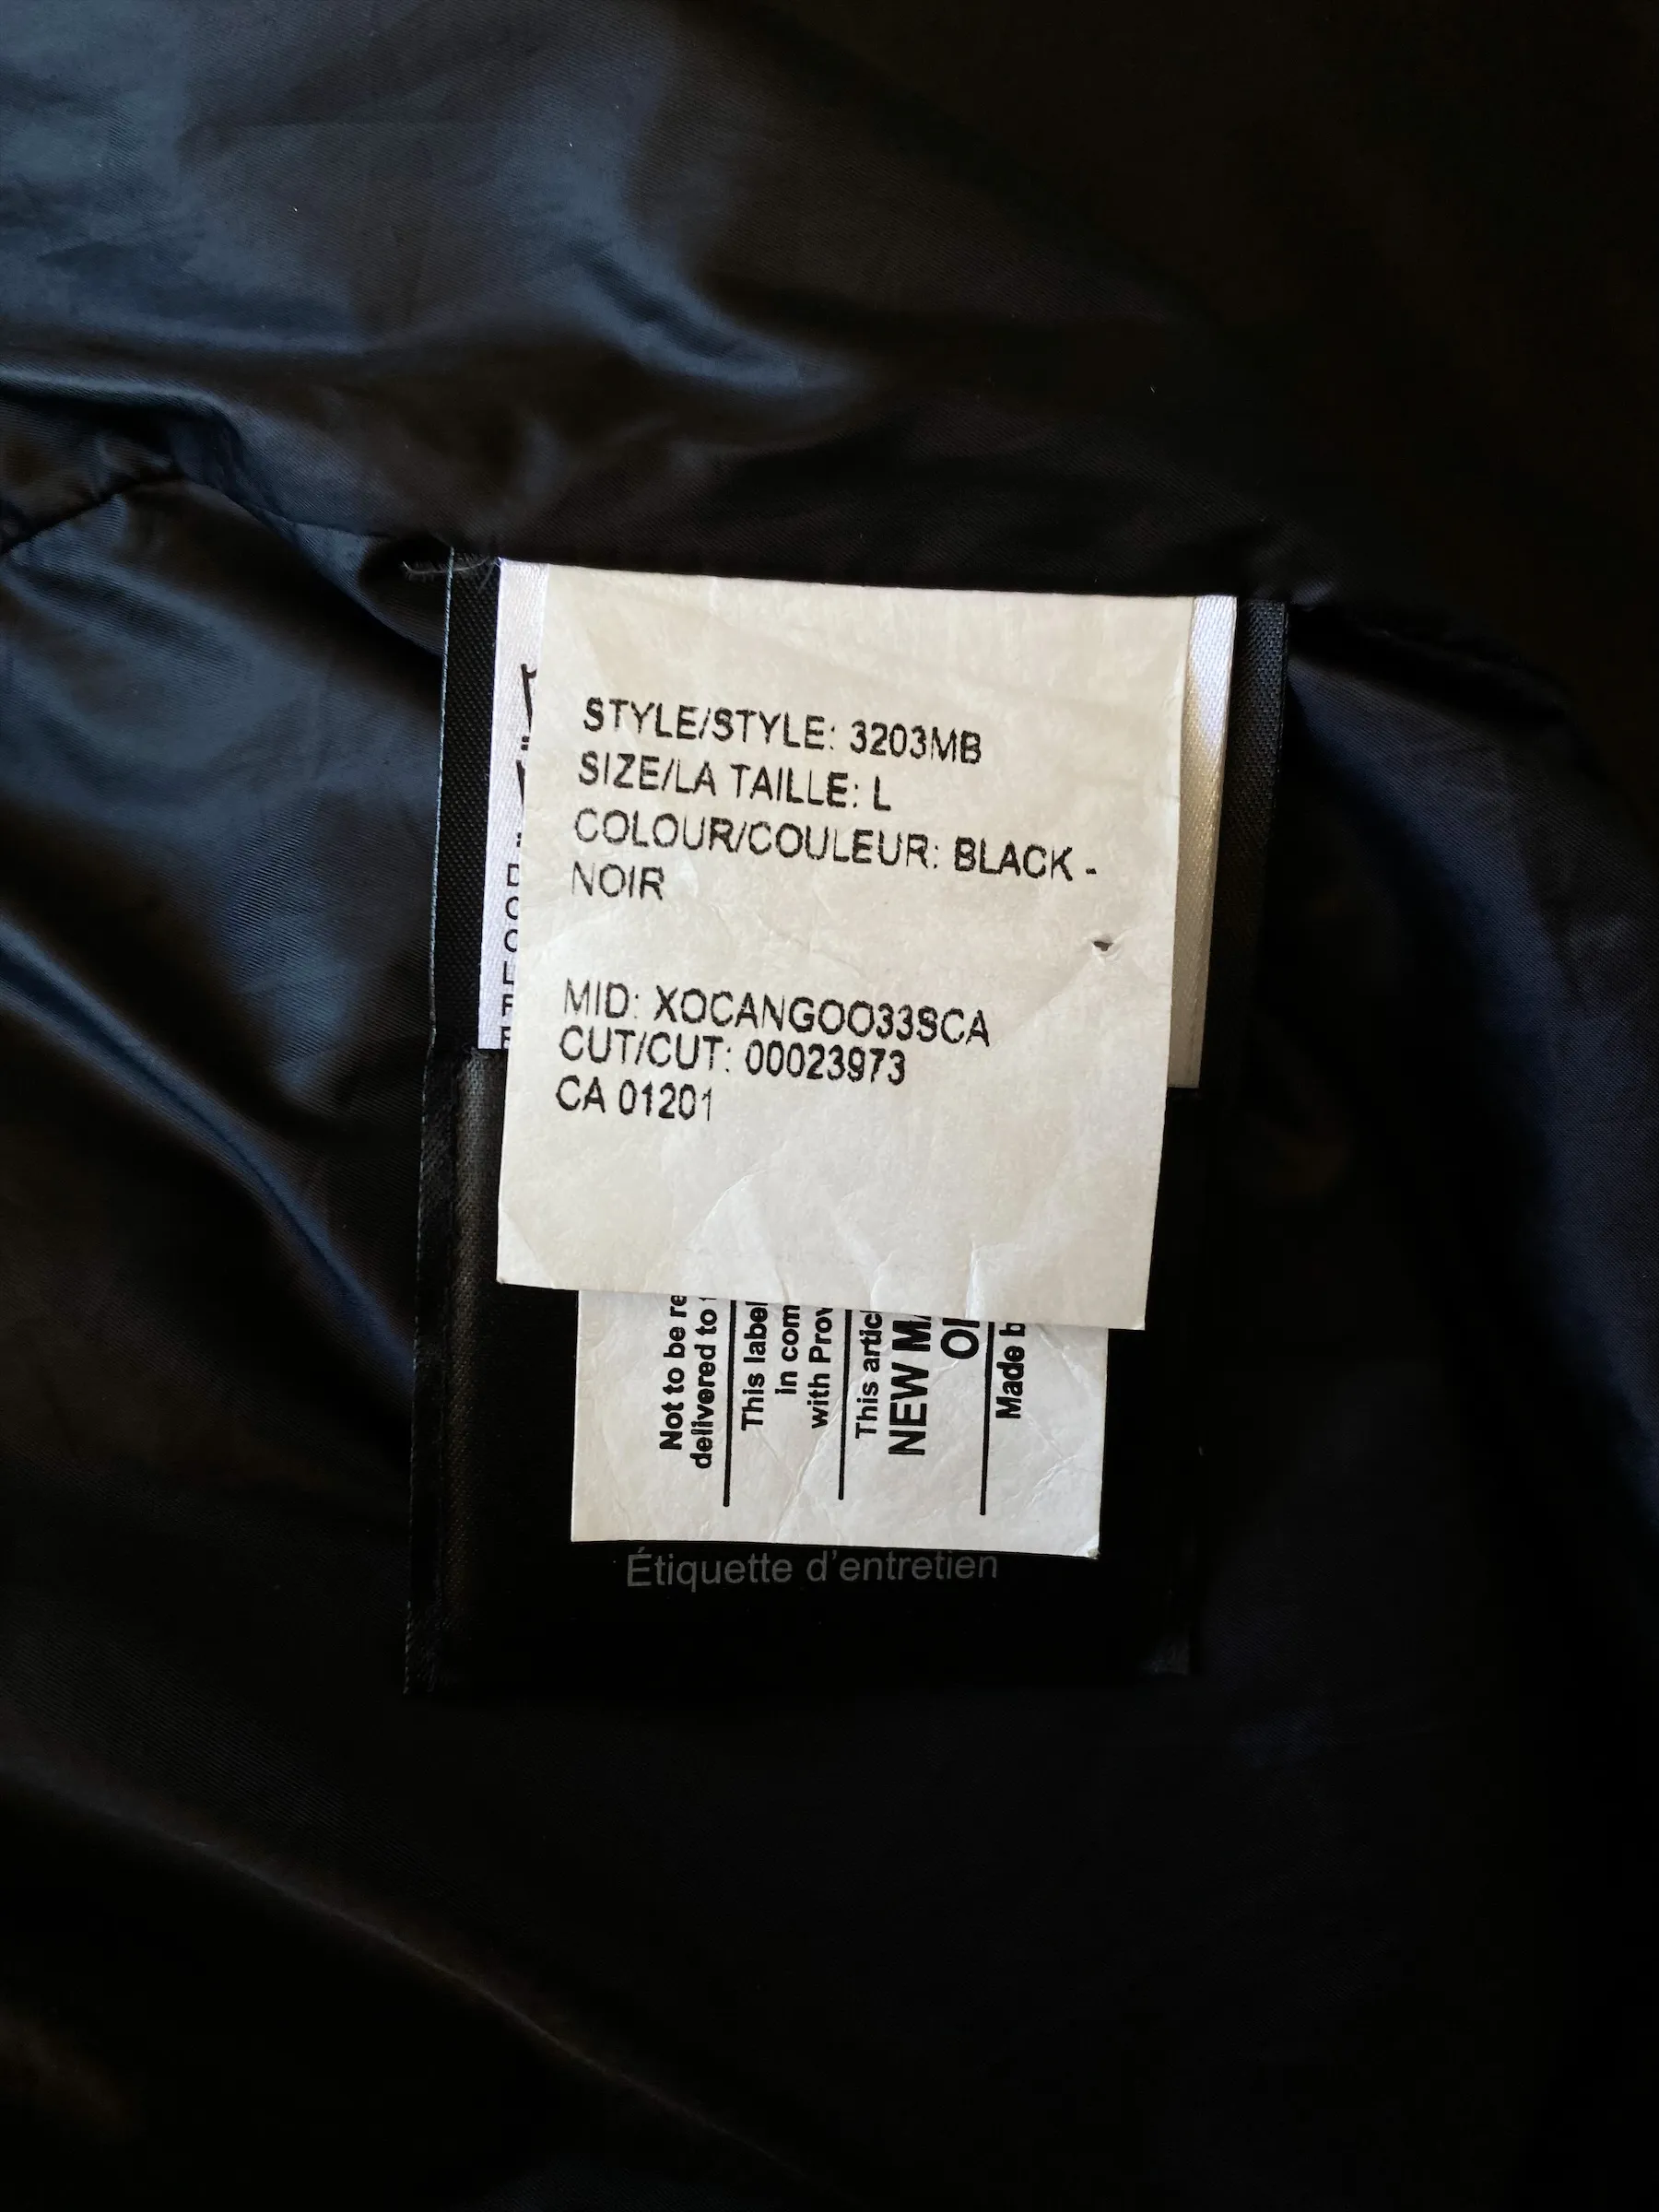 STYLE/STYLE: 3203MB
SIZE/LA TAILLE: L
COLOUR/COULEUR: BLACK -
NOIR
MID: XOCANGOO33SCA
CUT/CUT: 00023973
CA 01201
Not to be re
delivered to
This label
in com
with Prov
This artic
NEW M
O
Made b
Étiquette d'entretien